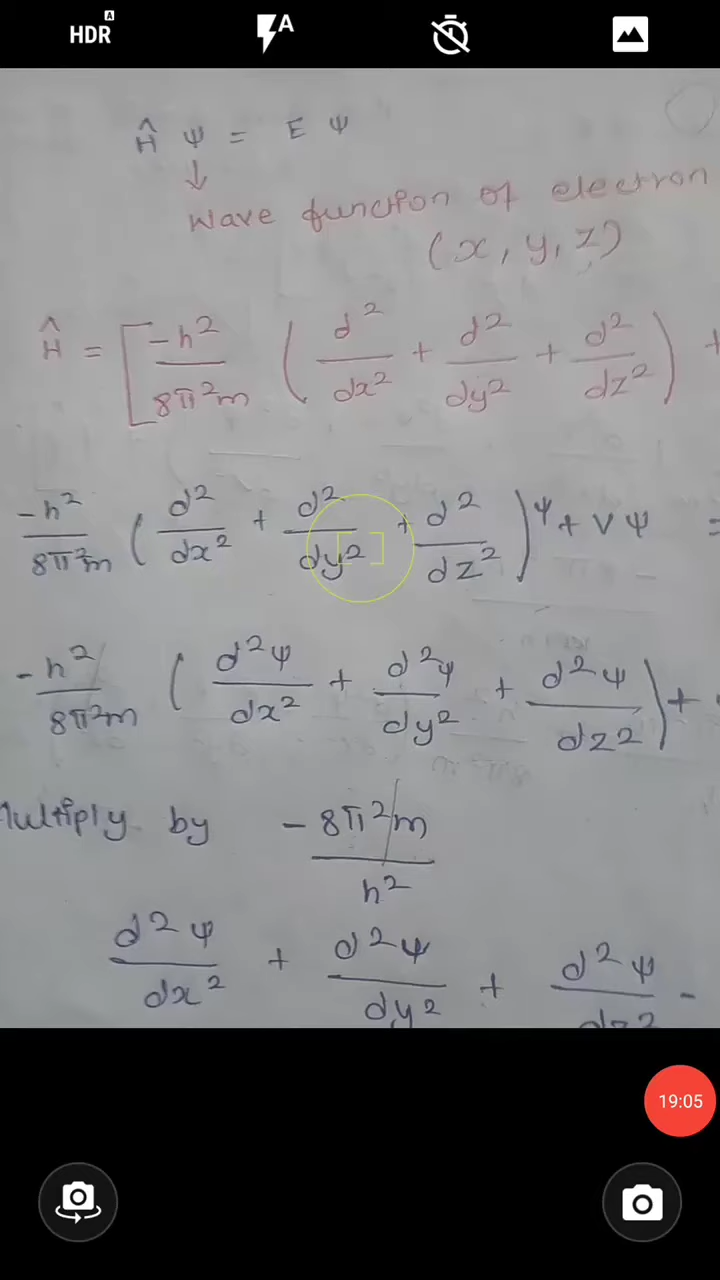 HDR A
A
Ĥ ψ = E ψ
↓
Wave function of electron
(x, y, z)
Ĥ = [ -h²/8π²m ( d²/dx² + d²/dy² + d²/dz² ) +
-h²/8π²m ( d²/dx² + d²/dy² + d²/dz² ) ψ + V ψ =
-h²/8π²m ( d²ψ/dx² + d²ψ/dy² + d²ψ/dz² ) +
Multiply by -8π²m/h²
d²ψ/dx² + d²ψ/dy² + d²ψ/dz² -
19:05